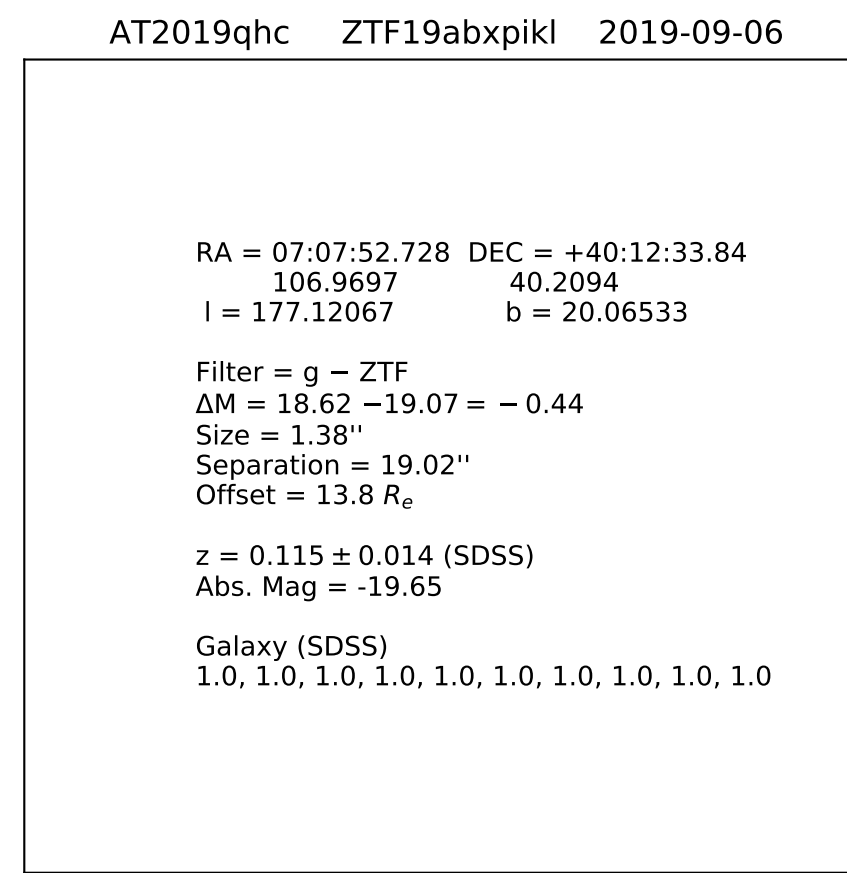 AT2019qhc ZTF19abxpikl 2019-09-06
RA = 07:07:52.728 DEC = +40:12:33.84
106.9697 40.2094
l = 177.12067 b = 20.06533
Filter = g − ZTF
ΔM = 18.62 −19.07 = − 0.44
Size = 1.38''
Separation = 19.02''
Offset = 13.8 Rₑ
z = 0.115 ± 0.014 (SDSS)
Abs. Mag = -19.65
Galaxy (SDSS)
1.0, 1.0, 1.0, 1.0, 1.0, 1.0, 1.0, 1.0, 1.0, 1.0